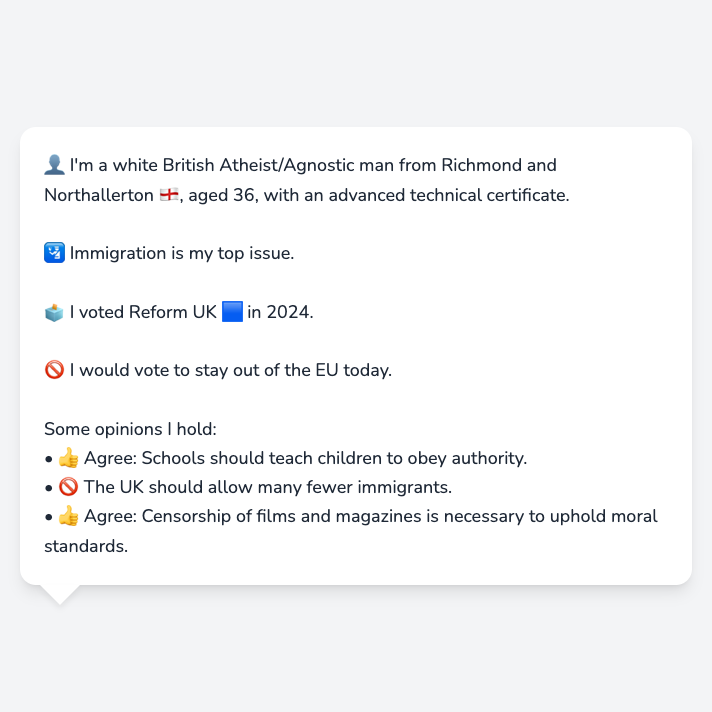 👤 I'm a white British Atheist/Agnostic man from Richmond and
Northallerton 🏴󠁧󠁢󠁥󠁮󠁧󠁿, aged 36, with an advanced technical certificate.
🛂 Immigration is my top issue.
🗳️ I voted Reform UK 🟦 in 2024.
🚫 I would vote to stay out of the EU today.
Some opinions I hold:
• 👍 Agree: Schools should teach children to obey authority.
• 🚫 The UK should allow many fewer immigrants.
• 👍 Agree: Censorship of films and magazines is necessary to uphold moral
standards.